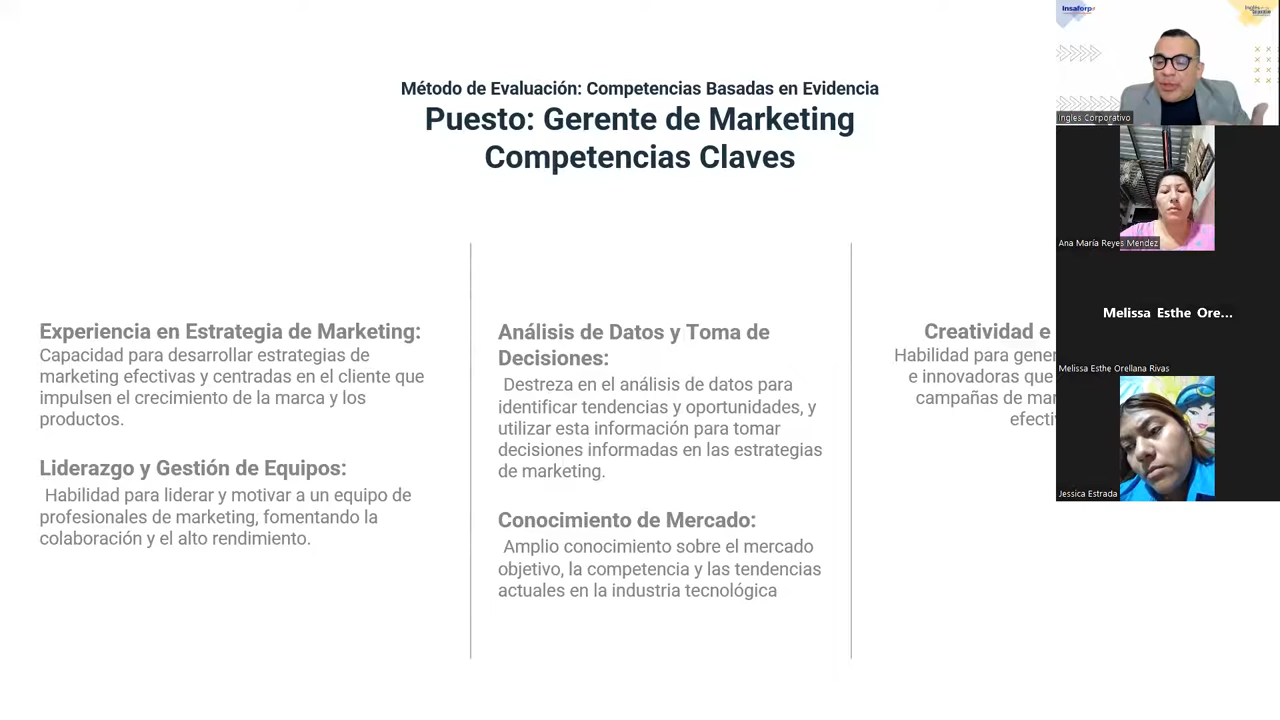 Método de Evaluación: Competencias Basadas en Evidencia
Puesto: Gerente de Marketing
Competencias Claves
Experiencia en Estrategia de Marketing:
Capacidad para desarrollar estrategias de
marketing efectivas y centradas en el cliente que
impulsen el crecimiento de la marca y los
productos.
Liderazgo y Gestión de Equipos:
Habilidad para liderar y motivar a un equipo de
profesionales de marketing, fomentando la
colaboración y el alto rendimiento.
Análisis de Datos y Toma de
Decisiones:
Destreza en el análisis de datos para
identificar tendencias y oportunidades, y
utilizar esta información para tomar
decisiones informadas en las estrategias
de marketing.
Conocimiento de Mercado:
Amplio conocimiento sobre el mercado
objetivo, la competencia y las tendencias
actuales en la industria tecnológica
Creatividad e
Habilidad para
e innovadoras que
campañas de
Insaforp
Ingles Corporativo
Ana María Reyes Mendez
Melissa Esthe Ore...
Melissa Esthe Orellana Rivas
Jessica Estrada